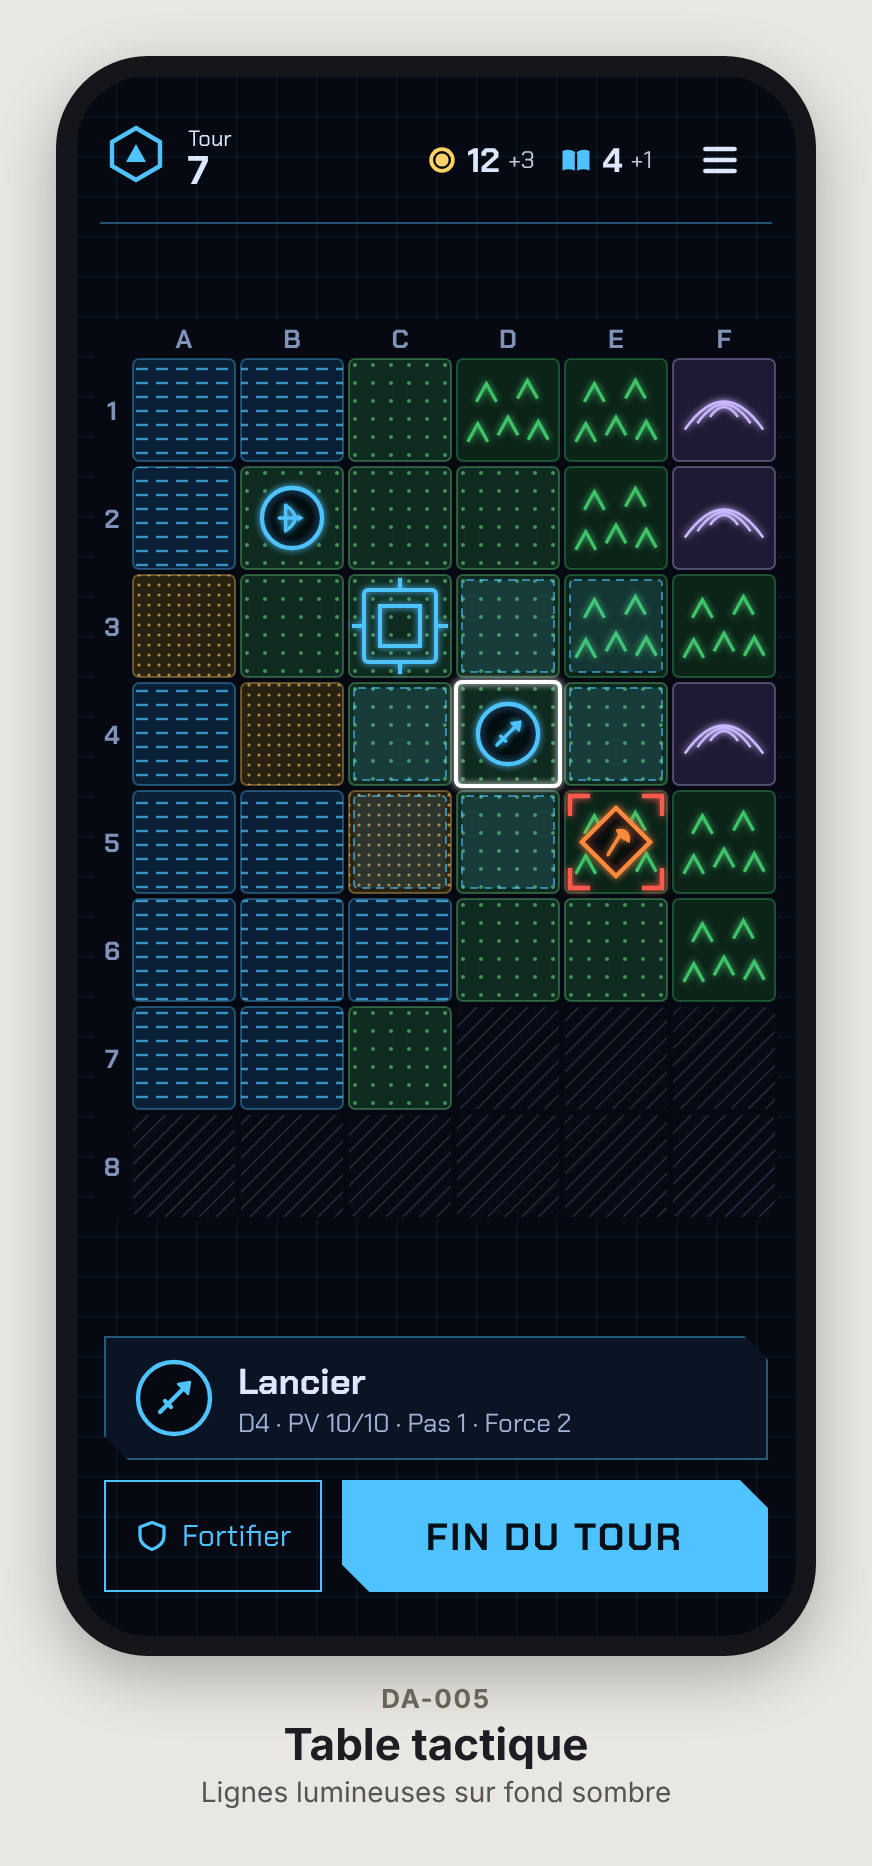 Tour
7
12 +3 4 +1
A B C D E F
1
2
3
4
5
6
7
8
Lancier
D4 · PV 10/10 · Pas 1 · Force 2
Fortifier
FIN DU TOUR
DA-005
Table tactique
Lignes lumineuses sur fond sombre